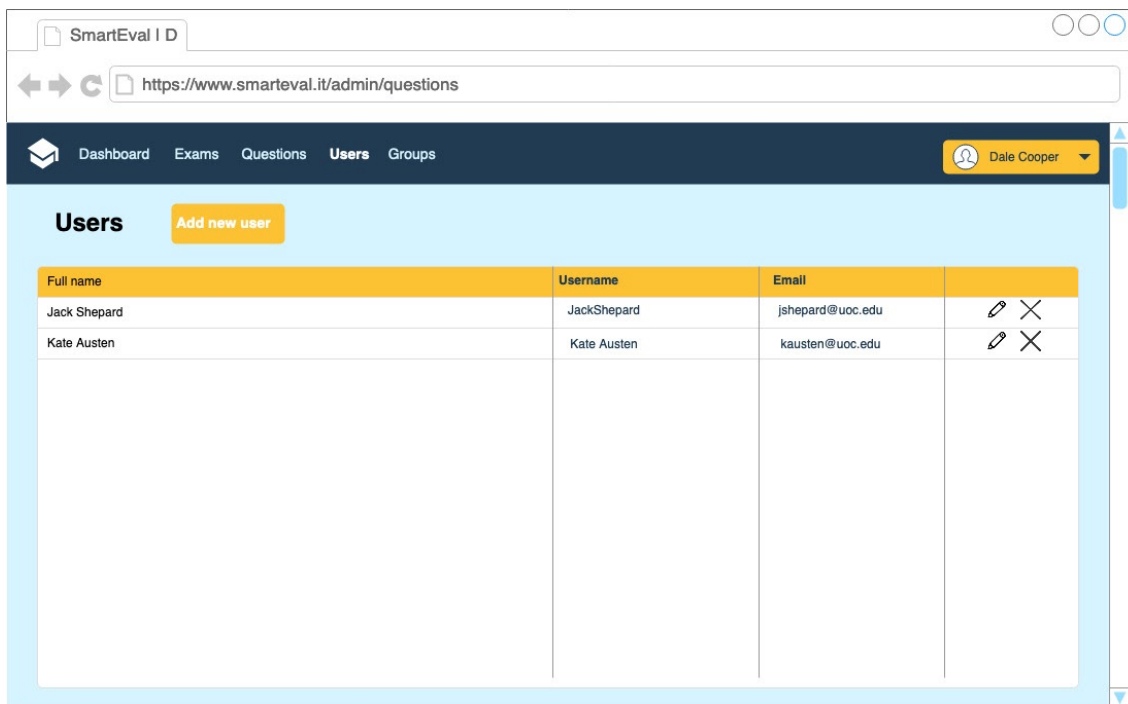 SmartEval I D
https://www.smarteval.it/admin/questions
Dashboard Exams Questions Users Groups Dale Cooper
Users Add new user
Full name Username Email
Jack Shepard JackShepard jshepard@uoc.edu
Kate Austen Kate Austen kausten@uoc.edu